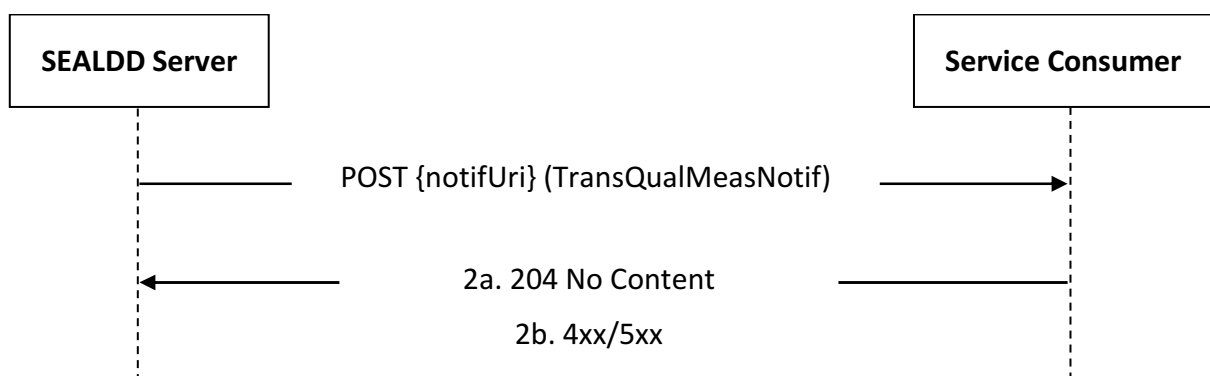 SEALDD Server
Service Consumer
POST {notifUri} (TransQualMeasNotif)
2a. 204 No Content
2b. 4xx/5xx